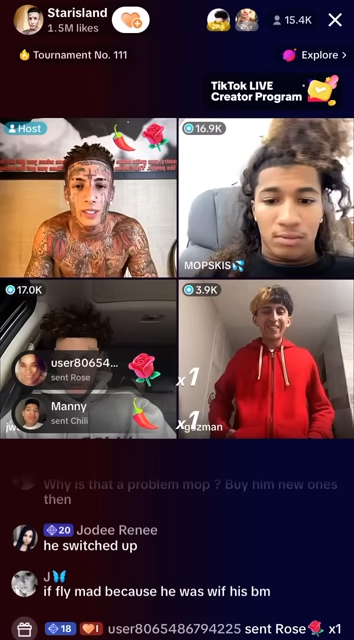 Starisland
1.5M likes
15.4K
Tournament No. 111
Explore >
TikTok LIVE
Creator Program
Host
16.9K
MOPSKIS💦
17.0K
3.9K
user80654...
sent Rose
x1
Manny
sent Chili
x1
jw
guzman
Why is that a problem mop ? Buy him new ones
then
20 Jodee Renee
he switched up
J🦋
if fly mad because he was wif his bm
18 I user8065486794225 sent Rose🌹 x1